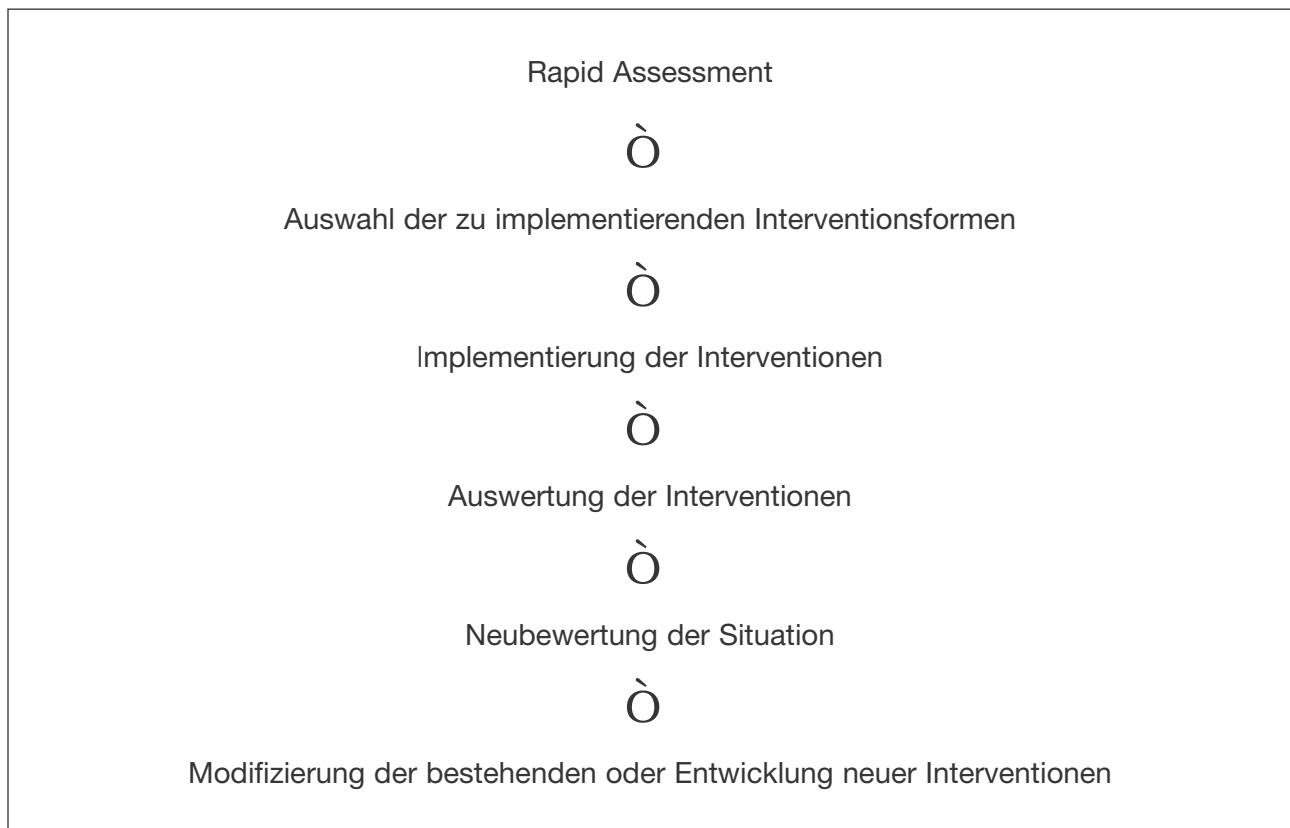 Rapid Assessment
Ò
Auswahl der zu implementierenden Interventionsformen
Ò
Implementierung der Interventionen
Ò
Auswertung der Interventionen
Ò
Neubewertung der Situation
Ò
Modifizierung der bestehenden oder Entwicklung neuer Interventionen